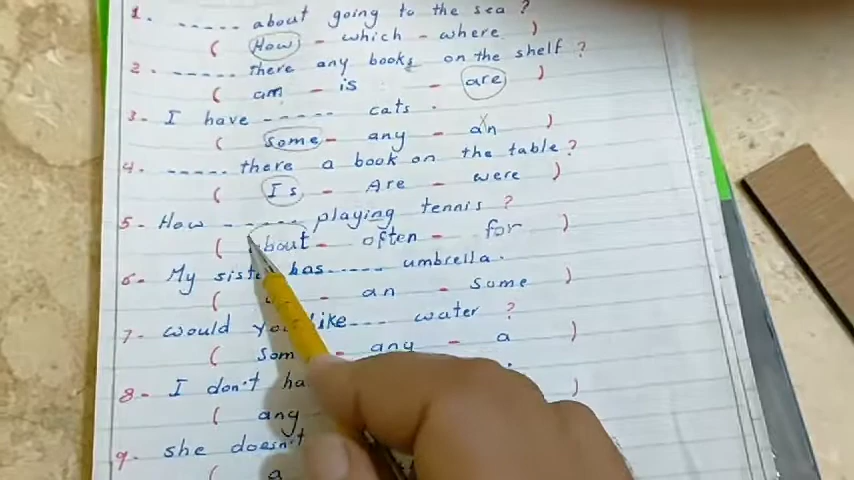 1. ------ about going to the sea ?
( How - which - where )
2. ------ there any books on the shelf ?
( am - is - are )
3- I have ------ cats .
( some - any - an )
4. ------ there a book on the table ?
( Is - Are - were )
5- How ------ playing tennis ?
( about - often - for )
6- My sister has ------ umbrella .
( - an - some )
7- would you like ---- water ?
( some - any - a )
8- I don't
( any )
9- she doesn't
( a